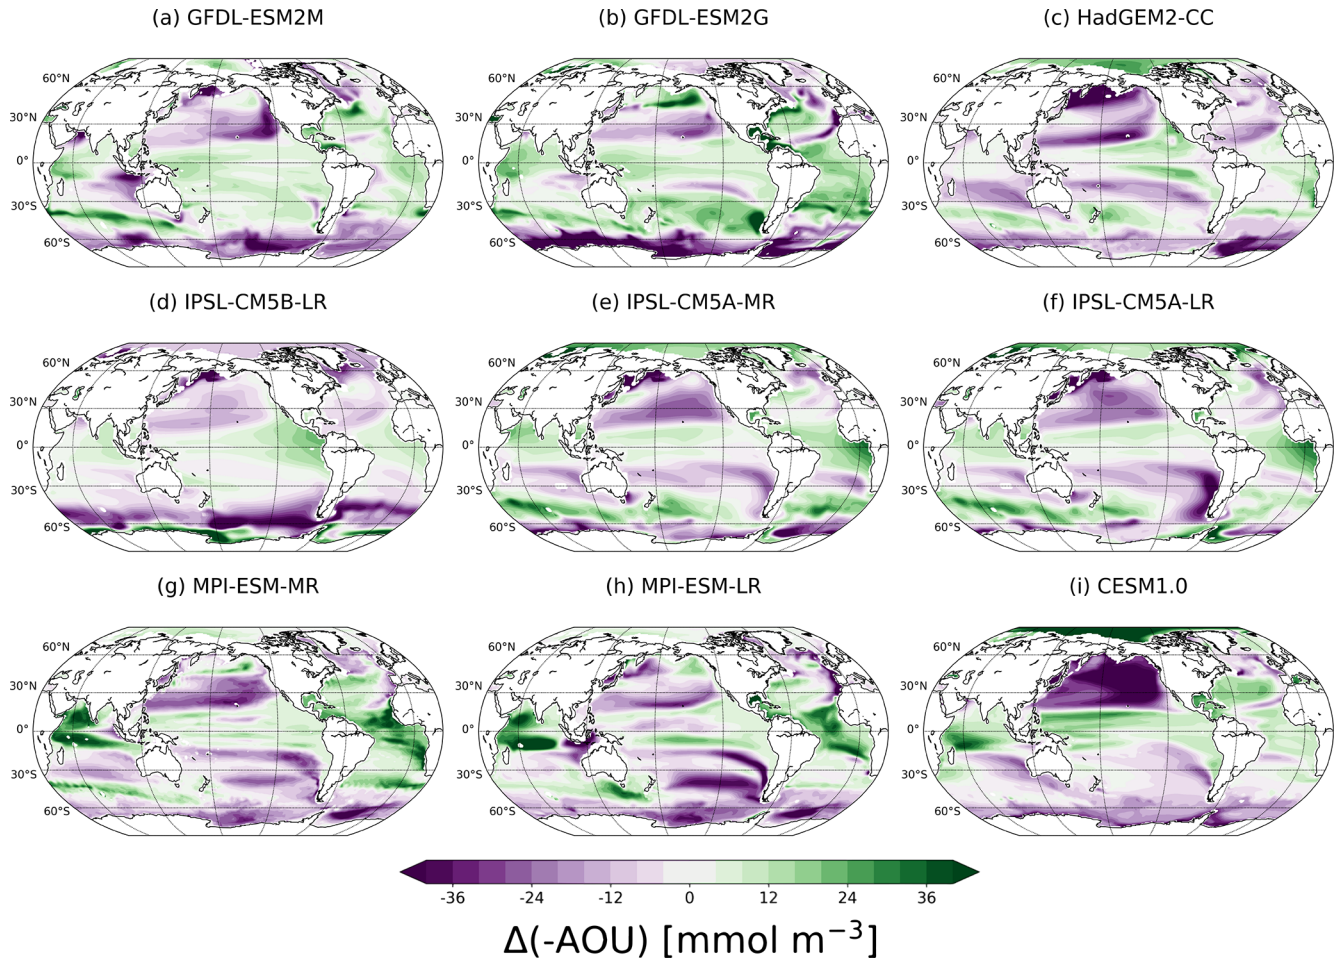 (a) GFDL-ESM2M
(b) GFDL-ESM2G
(c) HadGEM2-CC
60°N
30°N
0°
30°S
60°S
60°N
30°N
0°
30°S
60°S
60°N
30°N
0°
30°S
60°S
(d) IPSL-CM5B-LR
(e) IPSL-CM5A-MR
(f) IPSL-CM5A-LR
60°N
30°N
0°
30°S
60°S
60°N
30°N
0°
30°S
60°S
60°N
30°N
0°
30°S
60°S
(g) MPI-ESM-MR
(h) MPI-ESM-LR
(i) CESM1.0
60°N
30°N
0°
30°S
60°S
60°N
30°N
0°
30°S
60°S
60°N
30°N
0°
30°S
60°S
-36 -24 -12 0 12 24 36
Δ(-AOU) [mmol m⁻³]